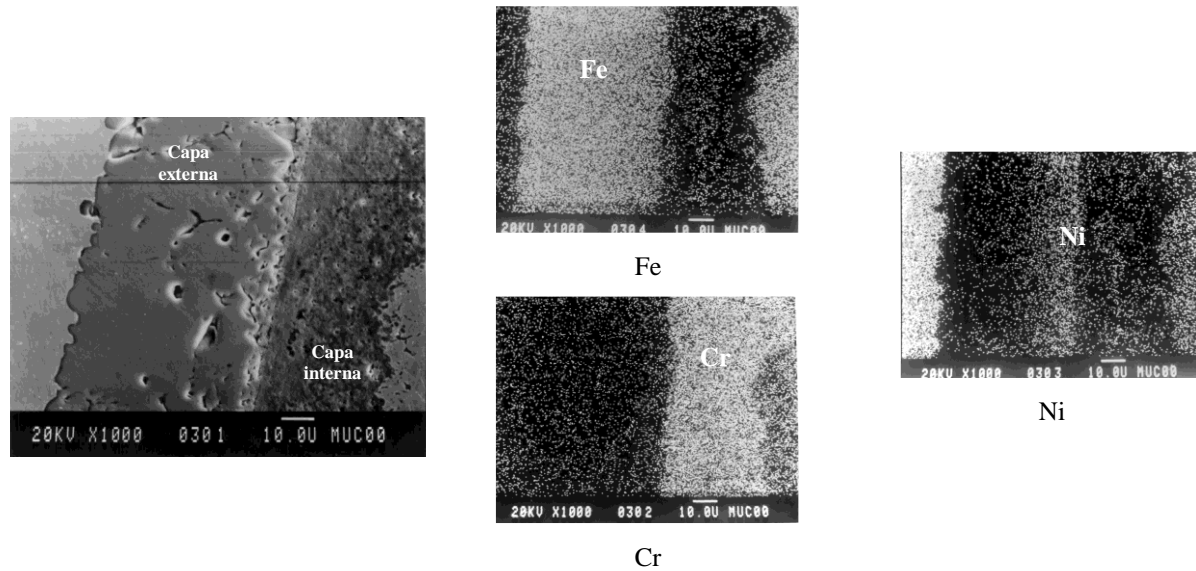 Capa
externa
Capa
interna
20KV X1000 0301 10.0U MUC00
Fe
20KV X1000 0304 10.0U MUC00
Fe
Cr
20KV X1000 0302 10.0U MUC00
Cr
Ni
20KV X1000 0303 10.0U MUC00
Ni